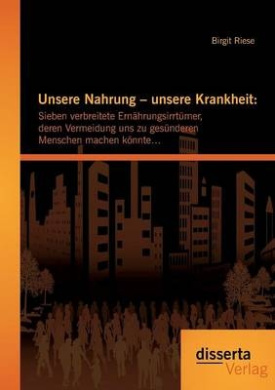 Birgit Riese
Unsere Nahrung – unsere Krankheit:
Sieben verbreitete Ernährungsirrtümer,
deren Vermeidung uns zu gesünderen
Menschen machen könnte…
disserta
Verlag